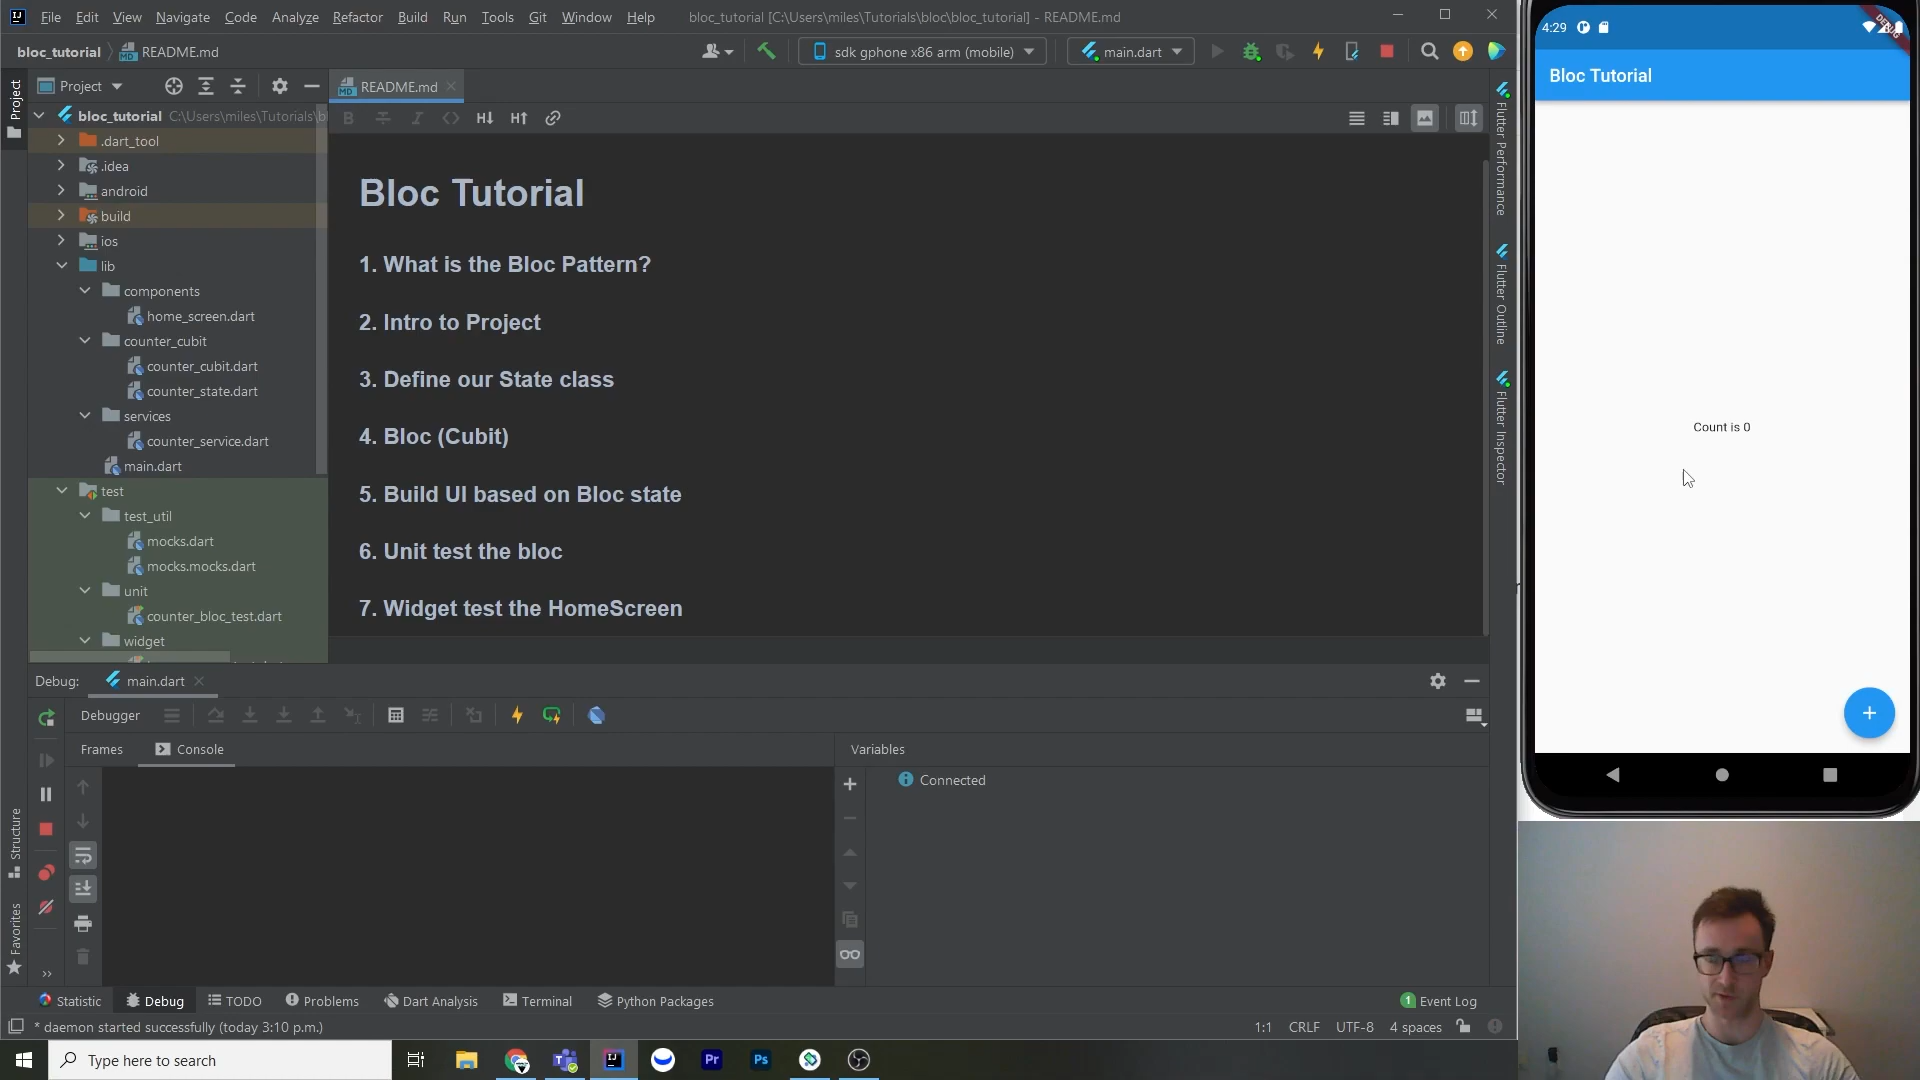 File Edit View Navigate Code Analyze Refactor Build Run Tools Git Window Help bloc_tutorial [C:\Users\miles\Tutorials\bloc\bloc_tutorial] - README.md
bloc_tutorial README.md sdk gphone x86 arm (mobile) main.dart
Project
Project
README.md
bloc_tutorial C:\Users\miles\Tutorials\bl
.dart_tool
.idea
android
build
ios
lib
components
home_screen.dart
counter_cubit
counter_cubit.dart
counter_state.dart
services
counter_service.dart
main.dart
test
test_util
mocks.dart
mocks.mocks.dart
unit
counter_bloc_test.dart
widget
Bloc Tutorial
1. What is the Bloc Pattern?
2. Intro to Project
3. Define our State class
4. Bloc (Cubit)
5. Build UI based on Bloc state
6. Unit test the bloc
7. Widget test the HomeScreen
Flutter Performance
Flutter Outline
Flutter Inspector
4:29
DEBUG
Bloc Tutorial
Count is 0
+
Debug: main.dart
Debugger
Frames Console
Variables
Connected
Structure
Favorites
Statistic Debug TODO Problems Dart Analysis Terminal Python Packages 1 Event Log
* daemon started successfully (today 3:10 p.m.) 1:1 CRLF UTF-8 4 spaces
Type here to search
Pr
Ps